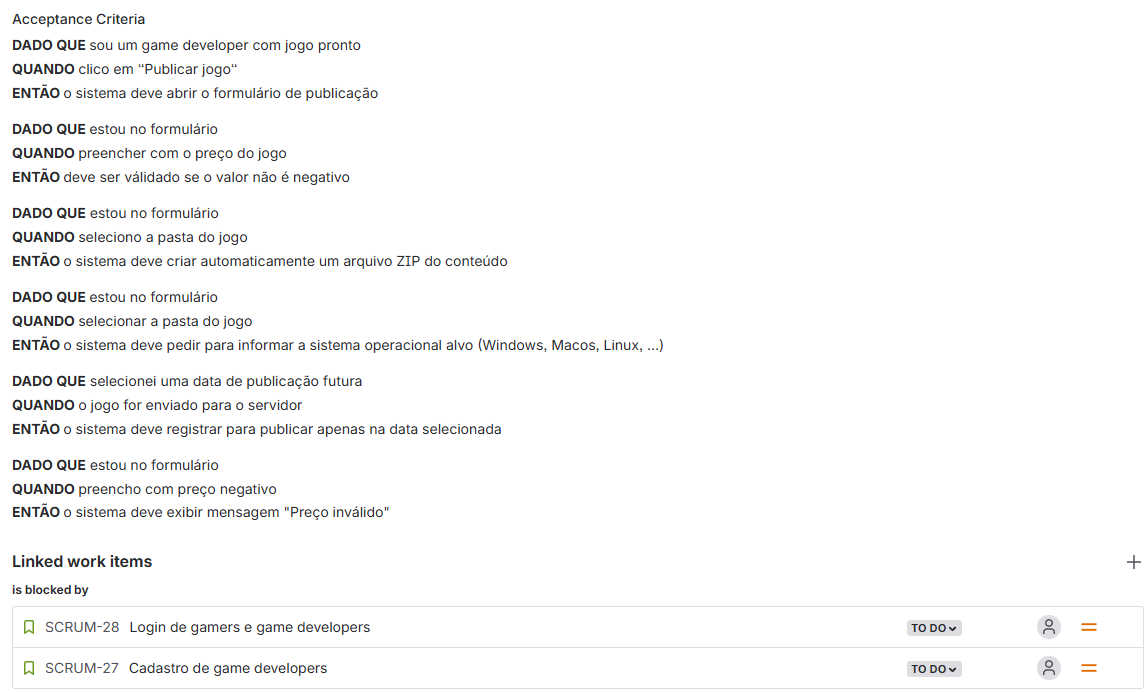 Acceptance Criteria
DADO QUE sou um game developer com jogo pronto
QUANDO clico em "Publicar jogo"
ENTÃO o sistema deve abrir o formulário de publicação
DADO QUE estou no formulário
QUANDO preencher com o preço do jogo
ENTÃO deve ser válidado se o valor não é negativo
DADO QUE estou no formulário
QUANDO seleciono a pasta do jogo
ENTÃO o sistema deve criar automaticamente um arquivo ZIP do conteúdo
DADO QUE estou no formulário
QUANDO selecionar a pasta do jogo
ENTÃO o sistema deve pedir para informar a sistema operacional alvo (Windows, Macos, Linux, ...)
DADO QUE selecionei uma data de publicação futura
QUANDO o jogo for enviado para o servidor
ENTÃO o sistema deve registrar para publicar apenas na data selecionada
DADO QUE estou no formulário
QUANDO preencho com preço negativo
ENTÃO o sistema deve exibir mensagem "Preço inválido"
Linked work items
is blocked by
SCRUM-28 Login de gamers e game developers TO DO
SCRUM-27 Cadastro de game developers TO DO